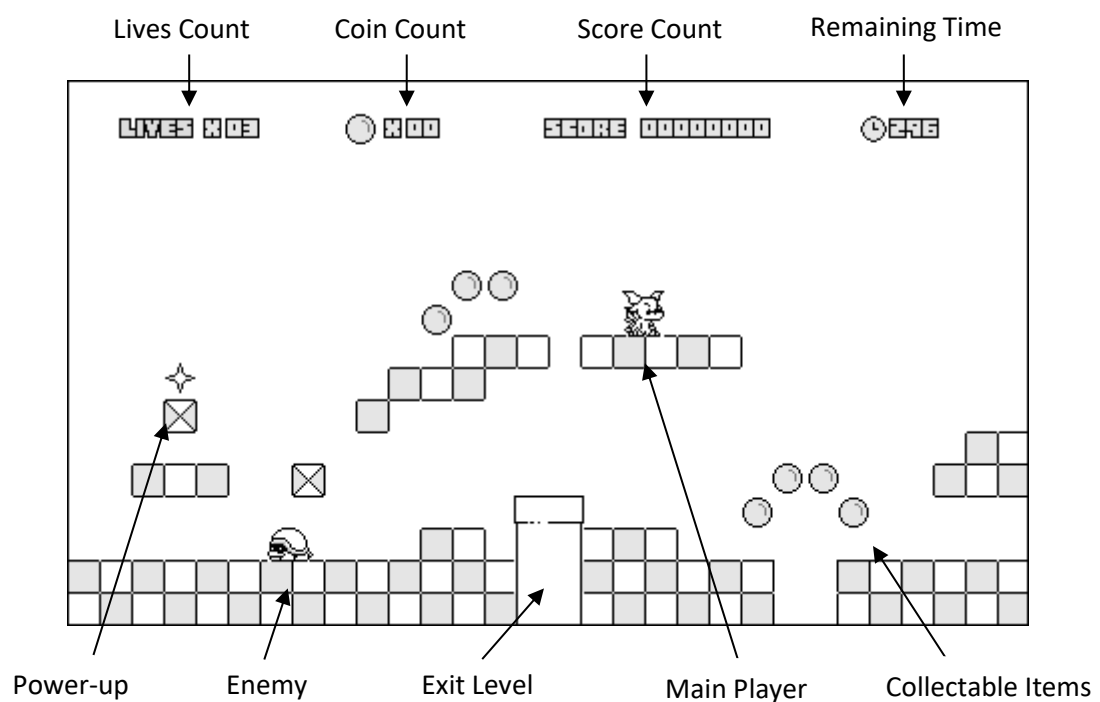 Lives Count
Coin Count
Score Count
Remaining Time
LIVES X 03
X 00
SCORE 00000000
296
Power-up
Enemy
Exit Level
Main Player
Collectable Items